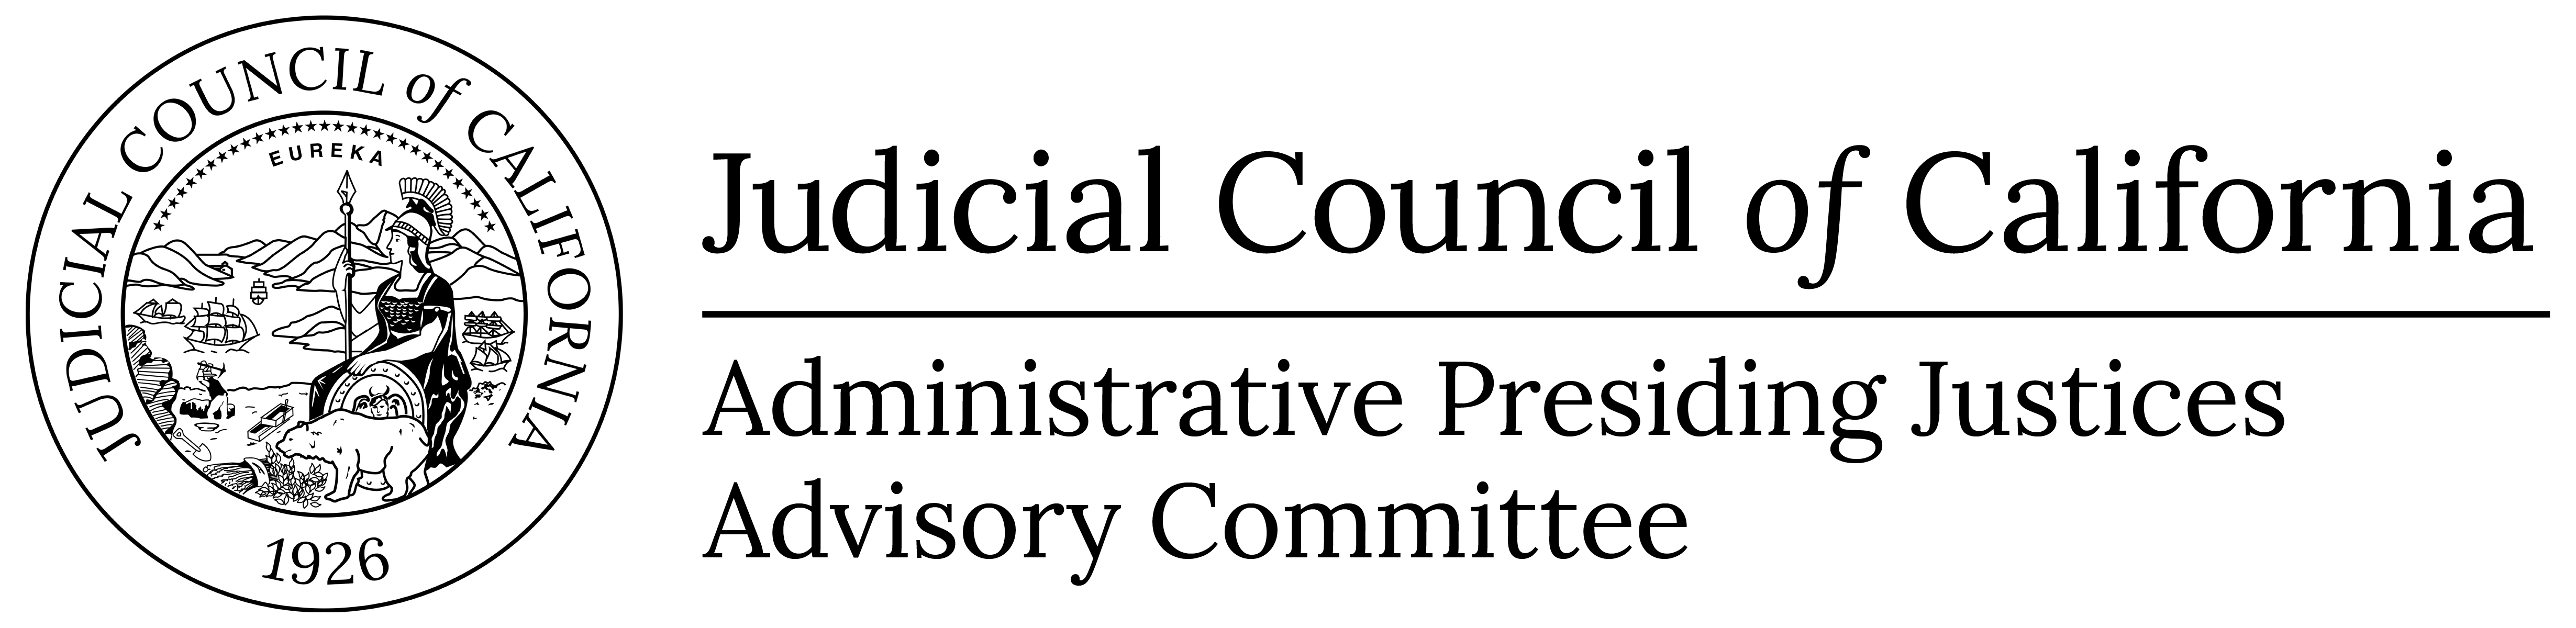 JUDICIAL COUNCIL of CALIFORNIA
EUREKA
1926
Judicial Council of California
Administrative Presiding Justices
Advisory Committee